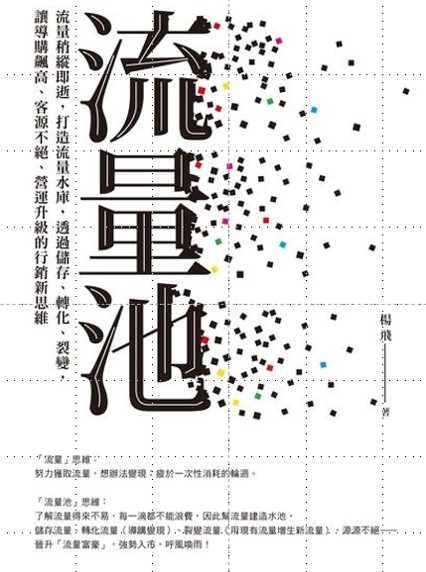 流量池
流量稍縱即逝，打造流量水庫，透過儲存、轉化、裂變，
讓導購飆高、客源不絕、營運升級的行銷新思維
楊飛——著
「流量」思維：
努力獲取流量，想辦法變現；疲於一次性消耗的輪迴。
「流量池」思維：
了解流量得來不易，每一滴都不能浪費，因此幫流量建造水池，
儲存流量、轉化流量（導購變現）、裂變流量（用現有流量增生新流量），源源不絕——
晉升「流量富豪」，強勢入市，呼風喚雨！